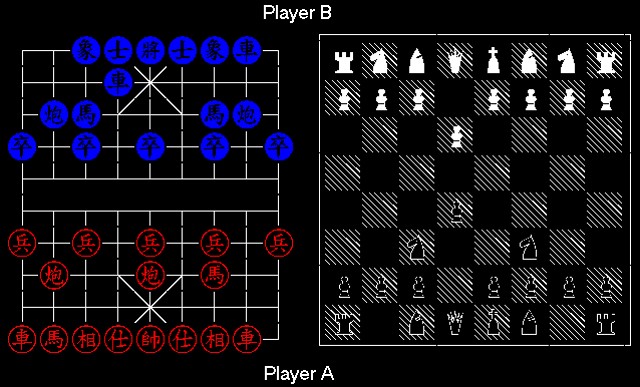 Player B
象 士 將 士 象 車
車
炮 馬 馬 炮
卒 卒 卒 卒 卒
兵 兵 兵 兵 兵
炮 炮 馬
車 馬 相 仕 帥 仕 相 車
Player A